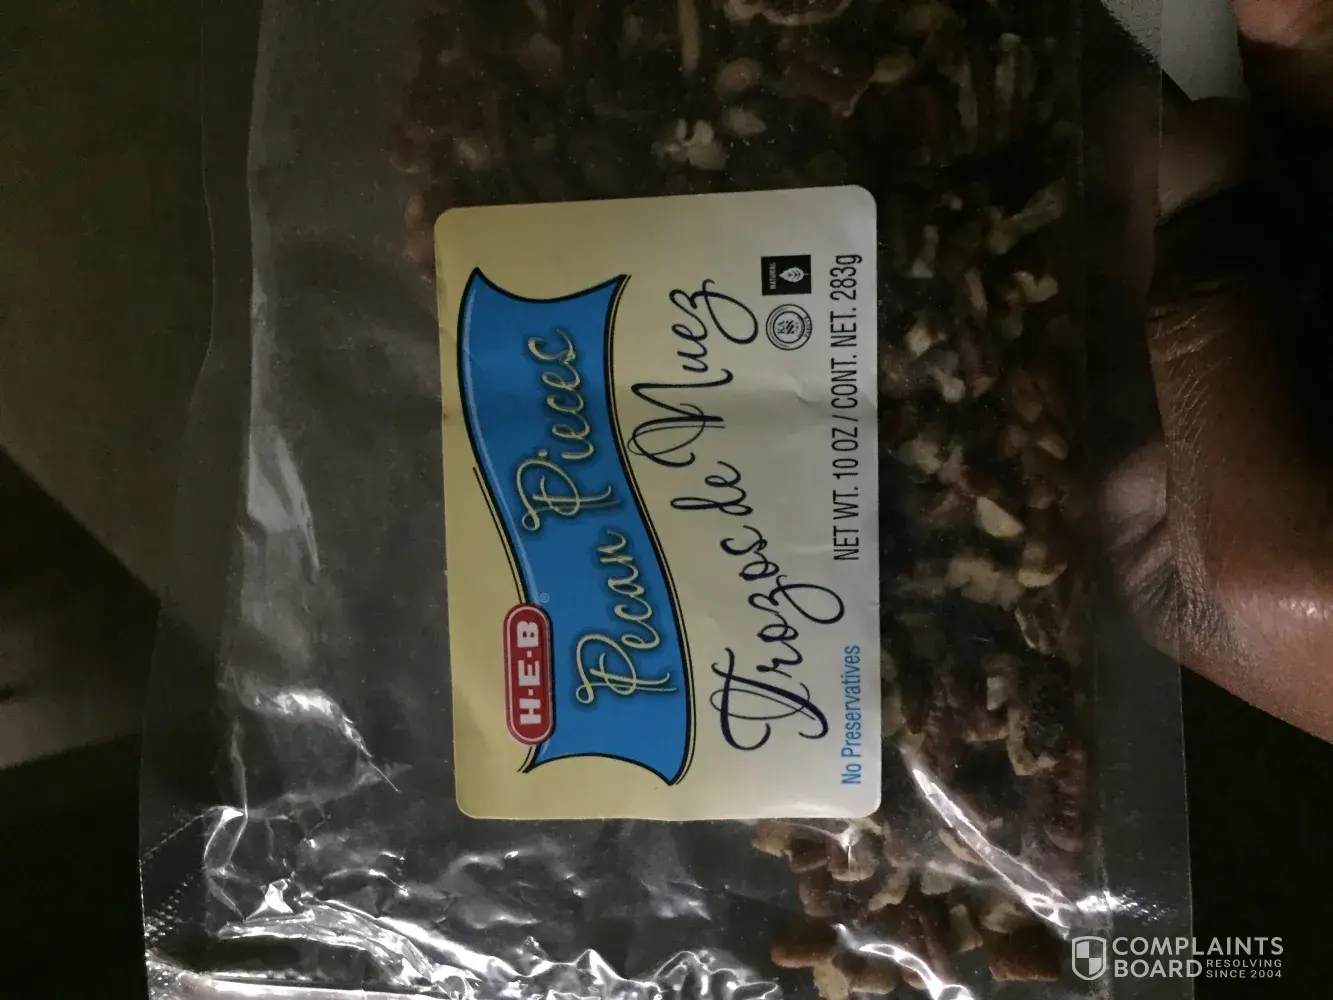 H-E-B®
Pecan Pieces
Trozos de Nuez
NATURAL
No Preservatives
NET WT. 10 OZ / CONT. NET. 283g
COMPLAINTS
BOARD RESOLVING
SINCE 2004